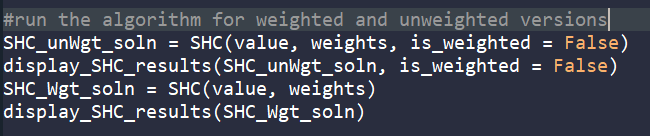 #run the algorithm for weighted and unweighted versions
SHC_unWgt_soln = SHC(value, weights, is_weighted = False)
display_SHC_results(SHC_unWgt_soln, is_weighted = False)
SHC_Wgt_soln = SHC(value, weights)
display_SHC_results(SHC_Wgt_soln)